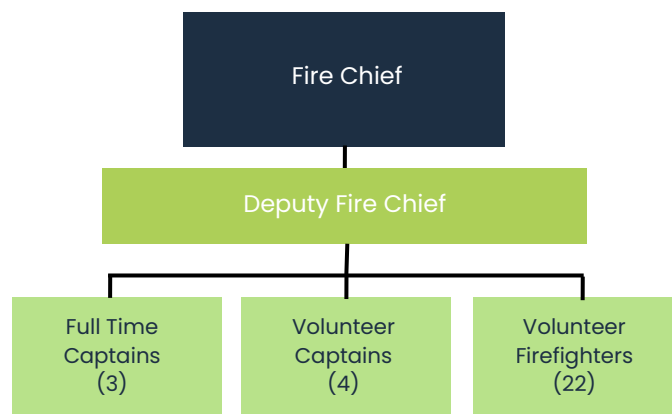 Fire Chief
Deputy Fire Chief
Full Time
Captains
(3)
Volunteer
Captains
(4)
Volunteer
Firefighters
(22)